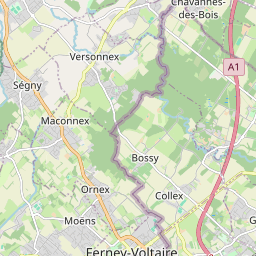 Chavannes-
des-Bois
Versonnex
A1
Ségny
Maconnex
Bossy
Ornex
Collex
Moëns
Ferney-Voltaire